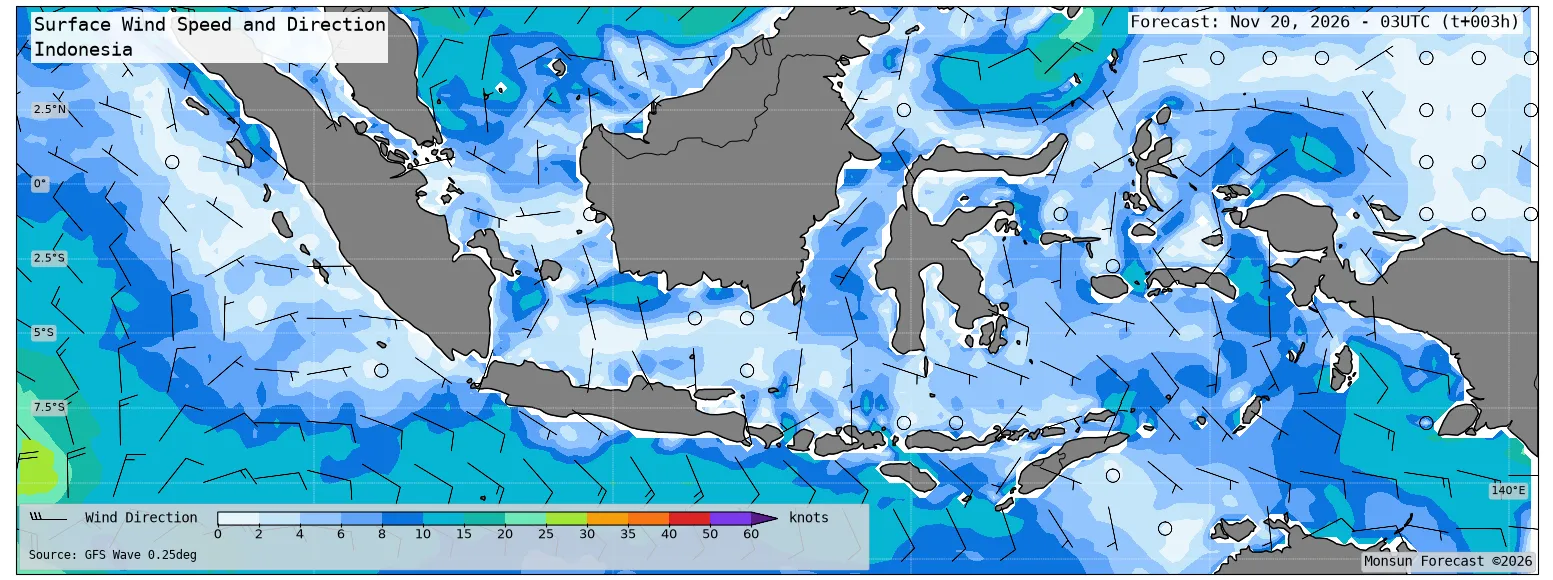 Surface Wind Speed and Direction
Indonesia
Forecast: Nov 20, 2026 - 03UTC (t+003h)
2.5°N
0°
2.5°S
5°S
7.5°S
140°E
Wind Direction
0 2 4 6 8 10 15 20 25 30 35 40 50 60
knots
Source: GFS Wave 0.25deg
Monsun Forecast ©2026